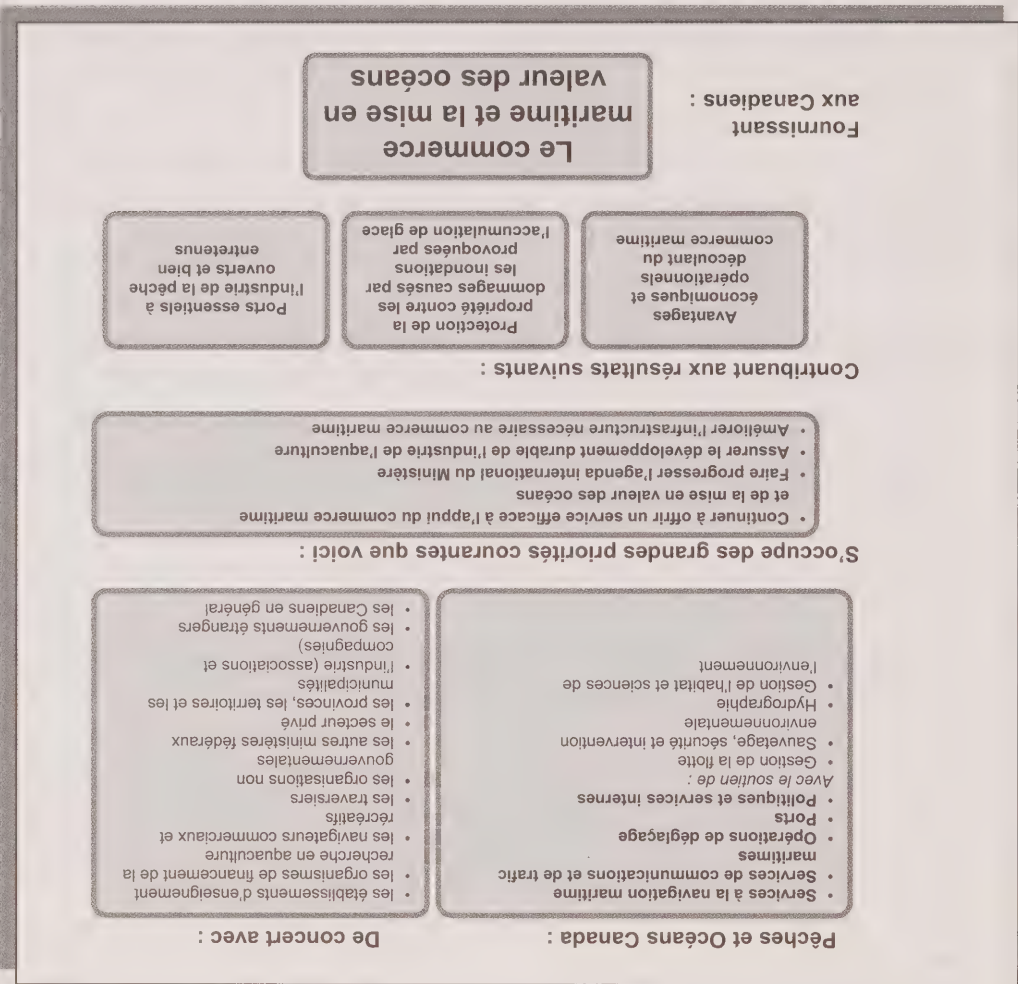 Pêches et Océans Canada :
• Services à la navigation maritime
• Services de communications et de trafic
maritimes
• Opérations de déglaçage
• Ports
• Politiques et services internes
Avec le soutien de :
• Gestion de la flotte
• Sauvetage, sécurité et intervention
environnementale
• Hydrographie
• Gestion de l'habitat et sciences de
l'environnement
De concert avec :
• les établissements d'enseignement
• les organismes de financement de la
recherche en aquaculture
• les navigateurs commerciaux et
récréatifs
• les traversiers
• les organisations non
gouvernementales
• les autres ministères fédéraux
• le secteur privé
• les provinces, les territoires et les
municipalités
• l'industrie (associations et
compagnies)
• les gouvernements étrangers
• les Canadiens en général
S'occupe des grandes priorités courantes que voici :
• Continuer à offrir un service efficace à l'appui du commerce maritime
et de la mise en valeur des océans
• Faire progresser l'agenda international du Ministère
• Assurer le développement durable de l'industrie de l'aquaculture
• Améliorer l'infrastructure nécessaire au commerce maritime
Contribuant aux résultats suivants :
Avantages
économiques et
opérationnels
découlant du
commerce maritime
Protection de la
propriété contre les
dommages causés par
les inondations
provoquées par
l'accumulation de glace
Ports essentiels à
l'industrie de la pêche
ouverts et bien
entretenus
Fournissant
aux Canadiens :
Le commerce
maritime et la mise en
valeur des océans